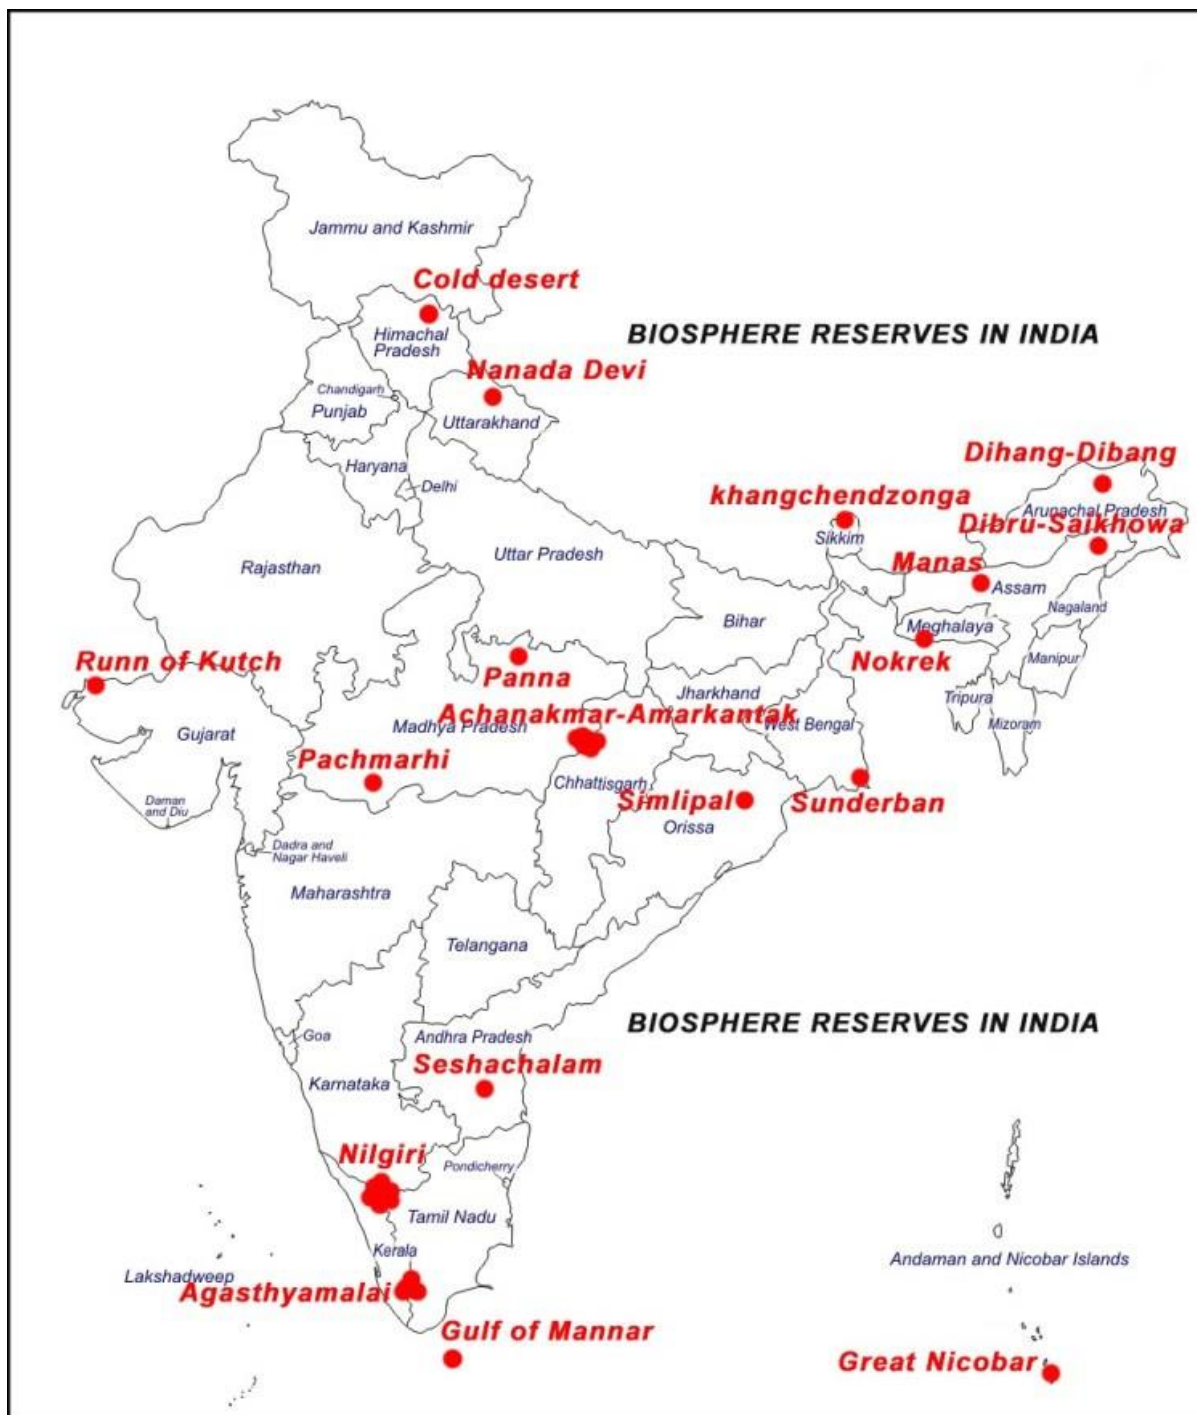 Jammu and Kashmir
Cold desert
BIOSPHERE RESERVES IN INDIA
Himachal
Pradesh
Nanada Devi
Chandigarh
Punjab
Uttarakhand
Haryana
Delhi
Dihang-Dibang
khangchendzonga
Arunachal Pradesh
Dibru-Saikhowa
Sikkim
Uttar Pradesh
Manas
Rajasthan
Assam
Nagaland
Bihar
Meghalaya
Runn of Kutch
Nokrek
Manipur
Panna
Jharkhand
Tripura
Achanakmar-Amarkantak
Madhya Pradesh
West Bengal
Mizoram
Gujarat
Pachmarhi
Chhattisgarh
Simlipal
Sunderban
Daman
and Diu
Orissa
Dadra and
Nagar Haveli
Maharashtra
Telangana
BIOSPHERE RESERVES IN INDIA
Goa
Andhra Pradesh
Seshachalam
Karnataka
Nilgiri
Pondicherry
Tamil Nadu
Kerala
Andaman and Nicobar Islands
Lakshadweep
Agasthyamalai
Gulf of Mannar
Great Nicobar